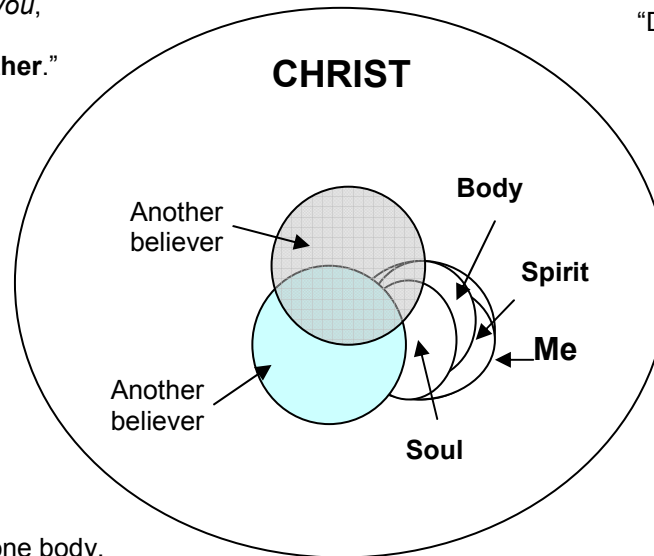 you,
her.”
“D
CHRIST
Body
Another
believer
Spirit
Me
Another
believer
Soul
one body,